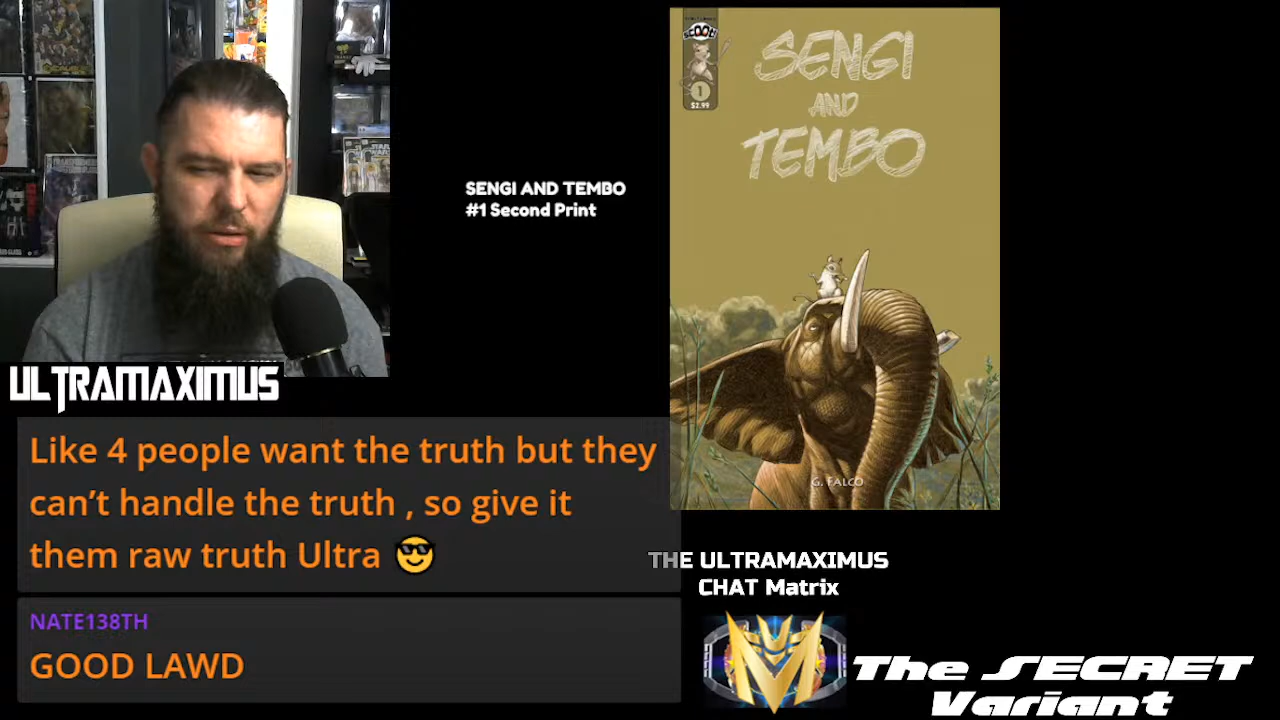 SCOOT!
1
$2.99
SENGI
AND
TEMBO
SENGI AND TEMBO
#1 Second Print
G. FALCO
ULTRAMAXIMUS
Like 4 people want the truth but they
can’t handle the truth , so give it
them raw truth Ultra 😎
NATE138TH
GOOD LAWD
THE ULTRAMAXIMUS
CHAT Matrix
The SECRET
Variant